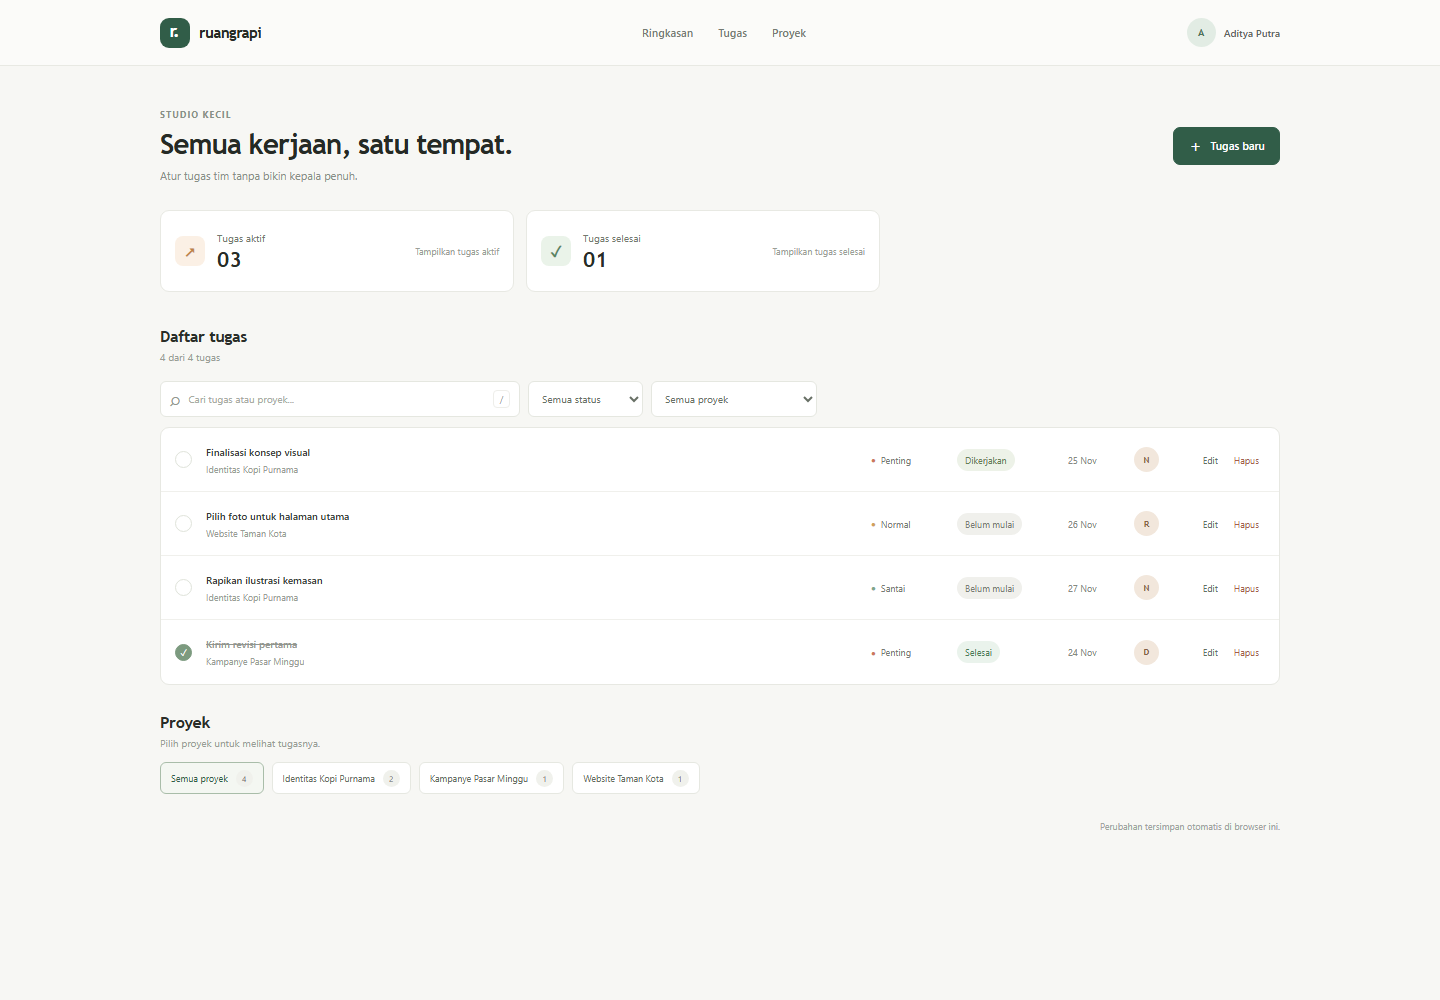 r. ruangrapi
Ringkasan Tugas Proyek
A Aditya Putra
STUDIO KECIL
Semua kerjaan, satu tempat.
Atur tugas tim tanpa bikin kepala penuh.
+ Tugas baru
↗ Tugas aktif
03
Tampilkan tugas aktif
✓ Tugas selesai
01
Tampilkan tugas selesai
Daftar tugas
4 dari 4 tugas
Cari tugas atau proyek... /
Semua status
Semua proyek
Finalisasi konsep visual
Identitas Kopi Purnama
Penting Dikerjakan 25 Nov N Edit Hapus
Pilih foto untuk halaman utama
Website Taman Kota
Normal Belum mulai 26 Nov R Edit Hapus
Rapikan ilustrasi kemasan
Identitas Kopi Purnama
Santai Belum mulai 27 Nov N Edit Hapus
✓ Kirim revisi pertama
Kampanye Pasar Minggu
Penting Selesai 24 Nov D Edit Hapus
Proyek
Pilih proyek untuk melihat tugasnya.
Semua proyek 4
Identitas Kopi Purnama 2
Kampanye Pasar Minggu 1
Website Taman Kota 1
Perubahan tersimpan otomatis di browser ini.